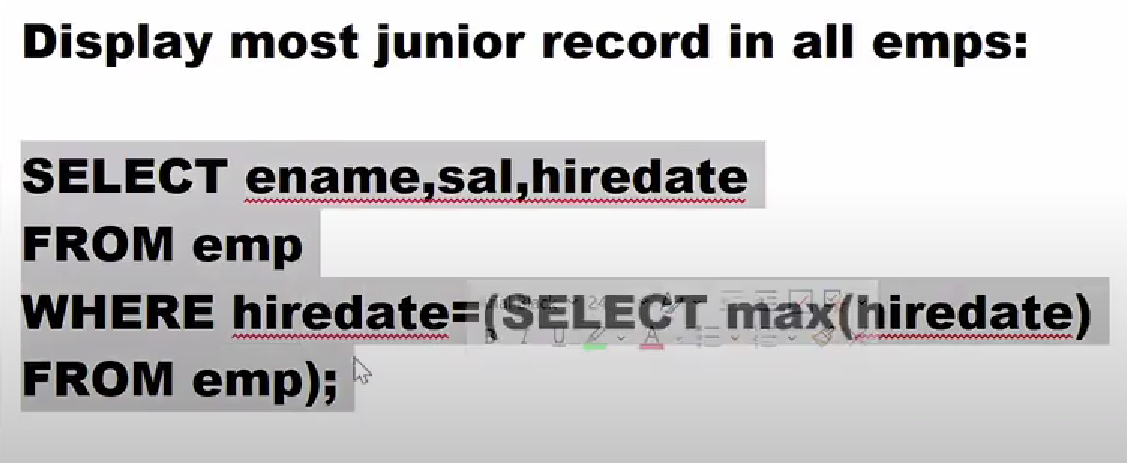 Display most junior record in all emps:
SELECT ename,sal,hiredate
FROM emp
WHERE hiredate=(SELECT max(hiredate)
FROM emp);